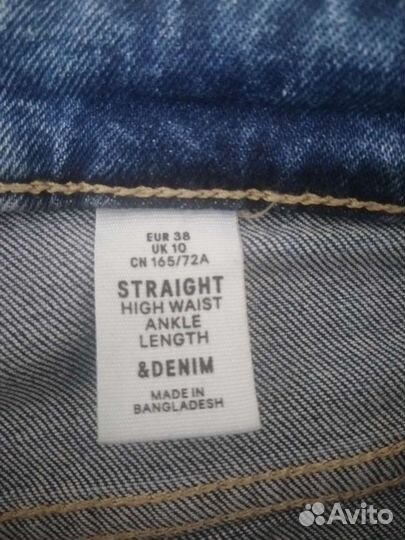 EUR 38
UK 10
CN 165/72A
STRAIGHT
HIGH WAIST
ANKLE
LENGTH
&DENIM
MADE IN
BANGLADESH
Avito